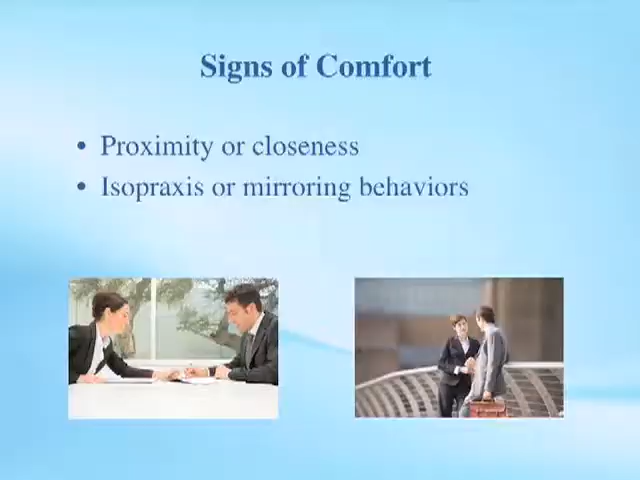 Signs of Comfort
• Proximity or closeness
• Isopraxis or mirroring behaviors